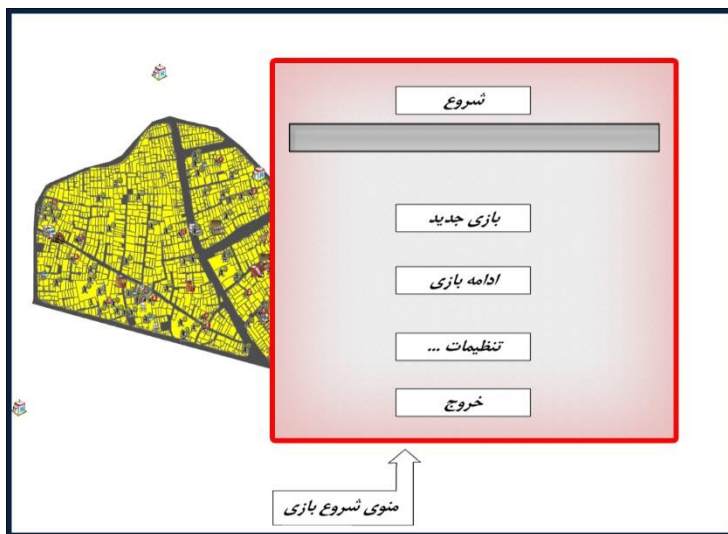 شروع
بازی جدید
ادامه بازی
تنظیمات ...
خروج
منوی شروع بازی